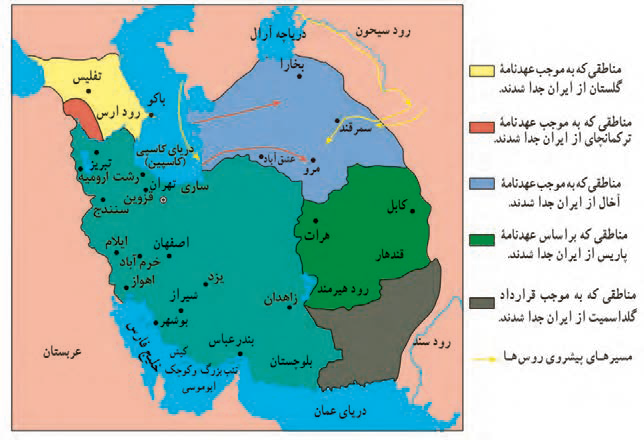 دریاچه آرال
رود سیحون
بخارا
تفلیس
باکو
رود ارس
سمرقند
دریای کاسپی
(کاسپین)
عشق‌آباد
مرو
تبریز
رشت
ارومیه
ساری
تهران
قزوین
سنندج
کابل
هرات
قندهار
ایلام
خرم آباد
اصفهان
اهواز
یزد
رود هیرمند
زاهدان
شیراز
بوشهر
خلیج فارس
بندرعباس
بلوچستان
کیش
تنب بزرگ وکوچک
ابوموسی
عربستان
دریای عمان
رود سند
مناطقی که به موجب عهدنامهٔ
گلستان از ایران جدا شدند.
مناطقی که به موجب عهدنامهٔ
ترکمانچای از ایران جدا شدند.
مناطقی که به موجب عهدنامهٔ
آخال از ایران جدا شدند.
مناطقی که براساس عهدنامهٔ
پاریس از ایران جدا شدند.
مناطقی که به موجب قرارداد
گلداسمیت از ایران جدا شدند.
مسیرهای پیشروی روس‌ها